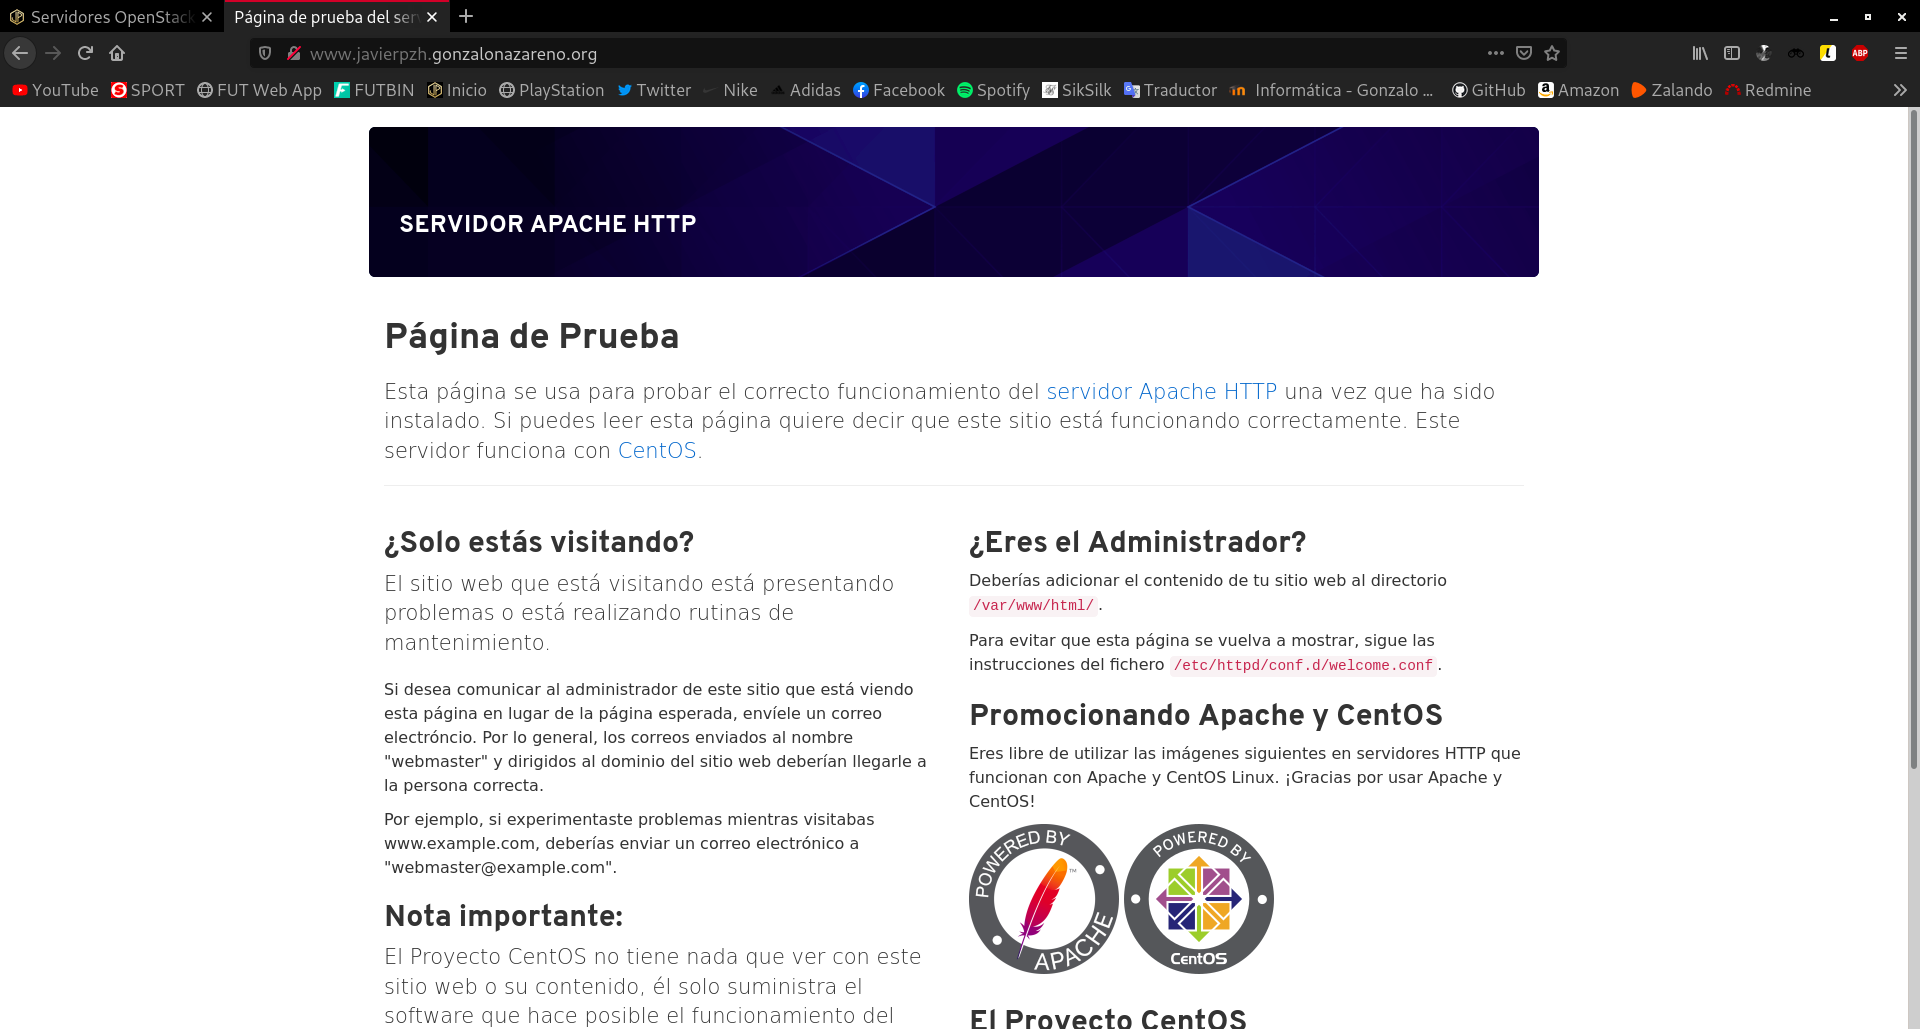 Servidores OpenStack
Página de prueba del ser
www.javierpzh.gonzalonazareno.org
YouTube SPORT FUT Web App FUTBIN Inicio PlayStation Twitter Nike Adidas Facebook Spotify SikSilk Traductor Informática - Gonzalo ... GitHub Amazon Zalando Redmine
ABP
SERVIDOR APACHE HTTP
Página de Prueba
Esta página se usa para probar el correcto funcionamiento del servidor Apache HTTP una vez que ha sido
instalado. Si puedes leer esta página quiere decir que este sitio está funcionando correctamente. Este
servidor funciona con CentOS.
¿Solo estás visitando?
El sitio web que está visitando está presentando
problemas o está realizando rutinas de
mantenimiento.
Si desea comunicar al administrador de este sitio que está viendo
esta página en lugar de la página esperada, envíele un correo
electróncio. Por lo general, los correos enviados al nombre
"webmaster" y dirigidos al dominio del sitio web deberían llegarle a
la persona correcta.
Por ejemplo, si experimentaste problemas mientras visitabas
www.example.com, deberías enviar un correo electrónico a
"webmaster@example.com".
Nota importante:
El Proyecto CentOS no tiene nada que ver con este
sitio web o su contenido, él solo suministra el
software que hace posible el funcionamiento del
¿Eres el Administrador?
Deberías adicionar el contenido de tu sitio web al directorio
/var/www/html/.
Para evitar que esta página se vuelva a mostrar, sigue las
instrucciones del fichero /etc/httpd/conf.d/welcome.conf.
Promocionando Apache y CentOS
Eres libre de utilizar las imágenes siguientes en servidores HTTP que
funcionan con Apache y CentOS Linux. ¡Gracias por usar Apache y
CentOS!
POWERED BY
APACHE
TM
POWERED BY
CentOS
El Proyecto CentOS